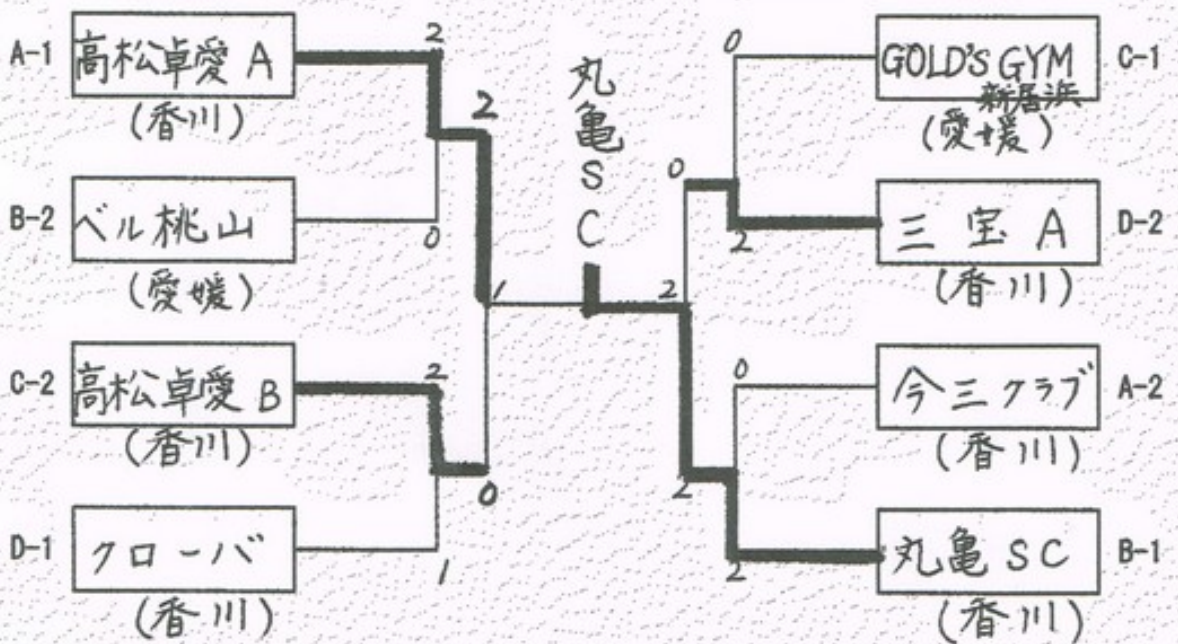 A-1 高松卓愛 A
(香川)
B-2 ベル桃山
(愛媛)
C-2 高松卓愛 B
(香川)
D-1 クローバ
(香川)
2
0
2
1
2
0
1
丸亀SC
0
0
2
2
0
2
2
GOLD'S GYM C-1
新居浜
(愛媛)
三宝 A D-2
(香川)
今三クラブ A-2
(香川)
丸亀 SC B-1
(香川)